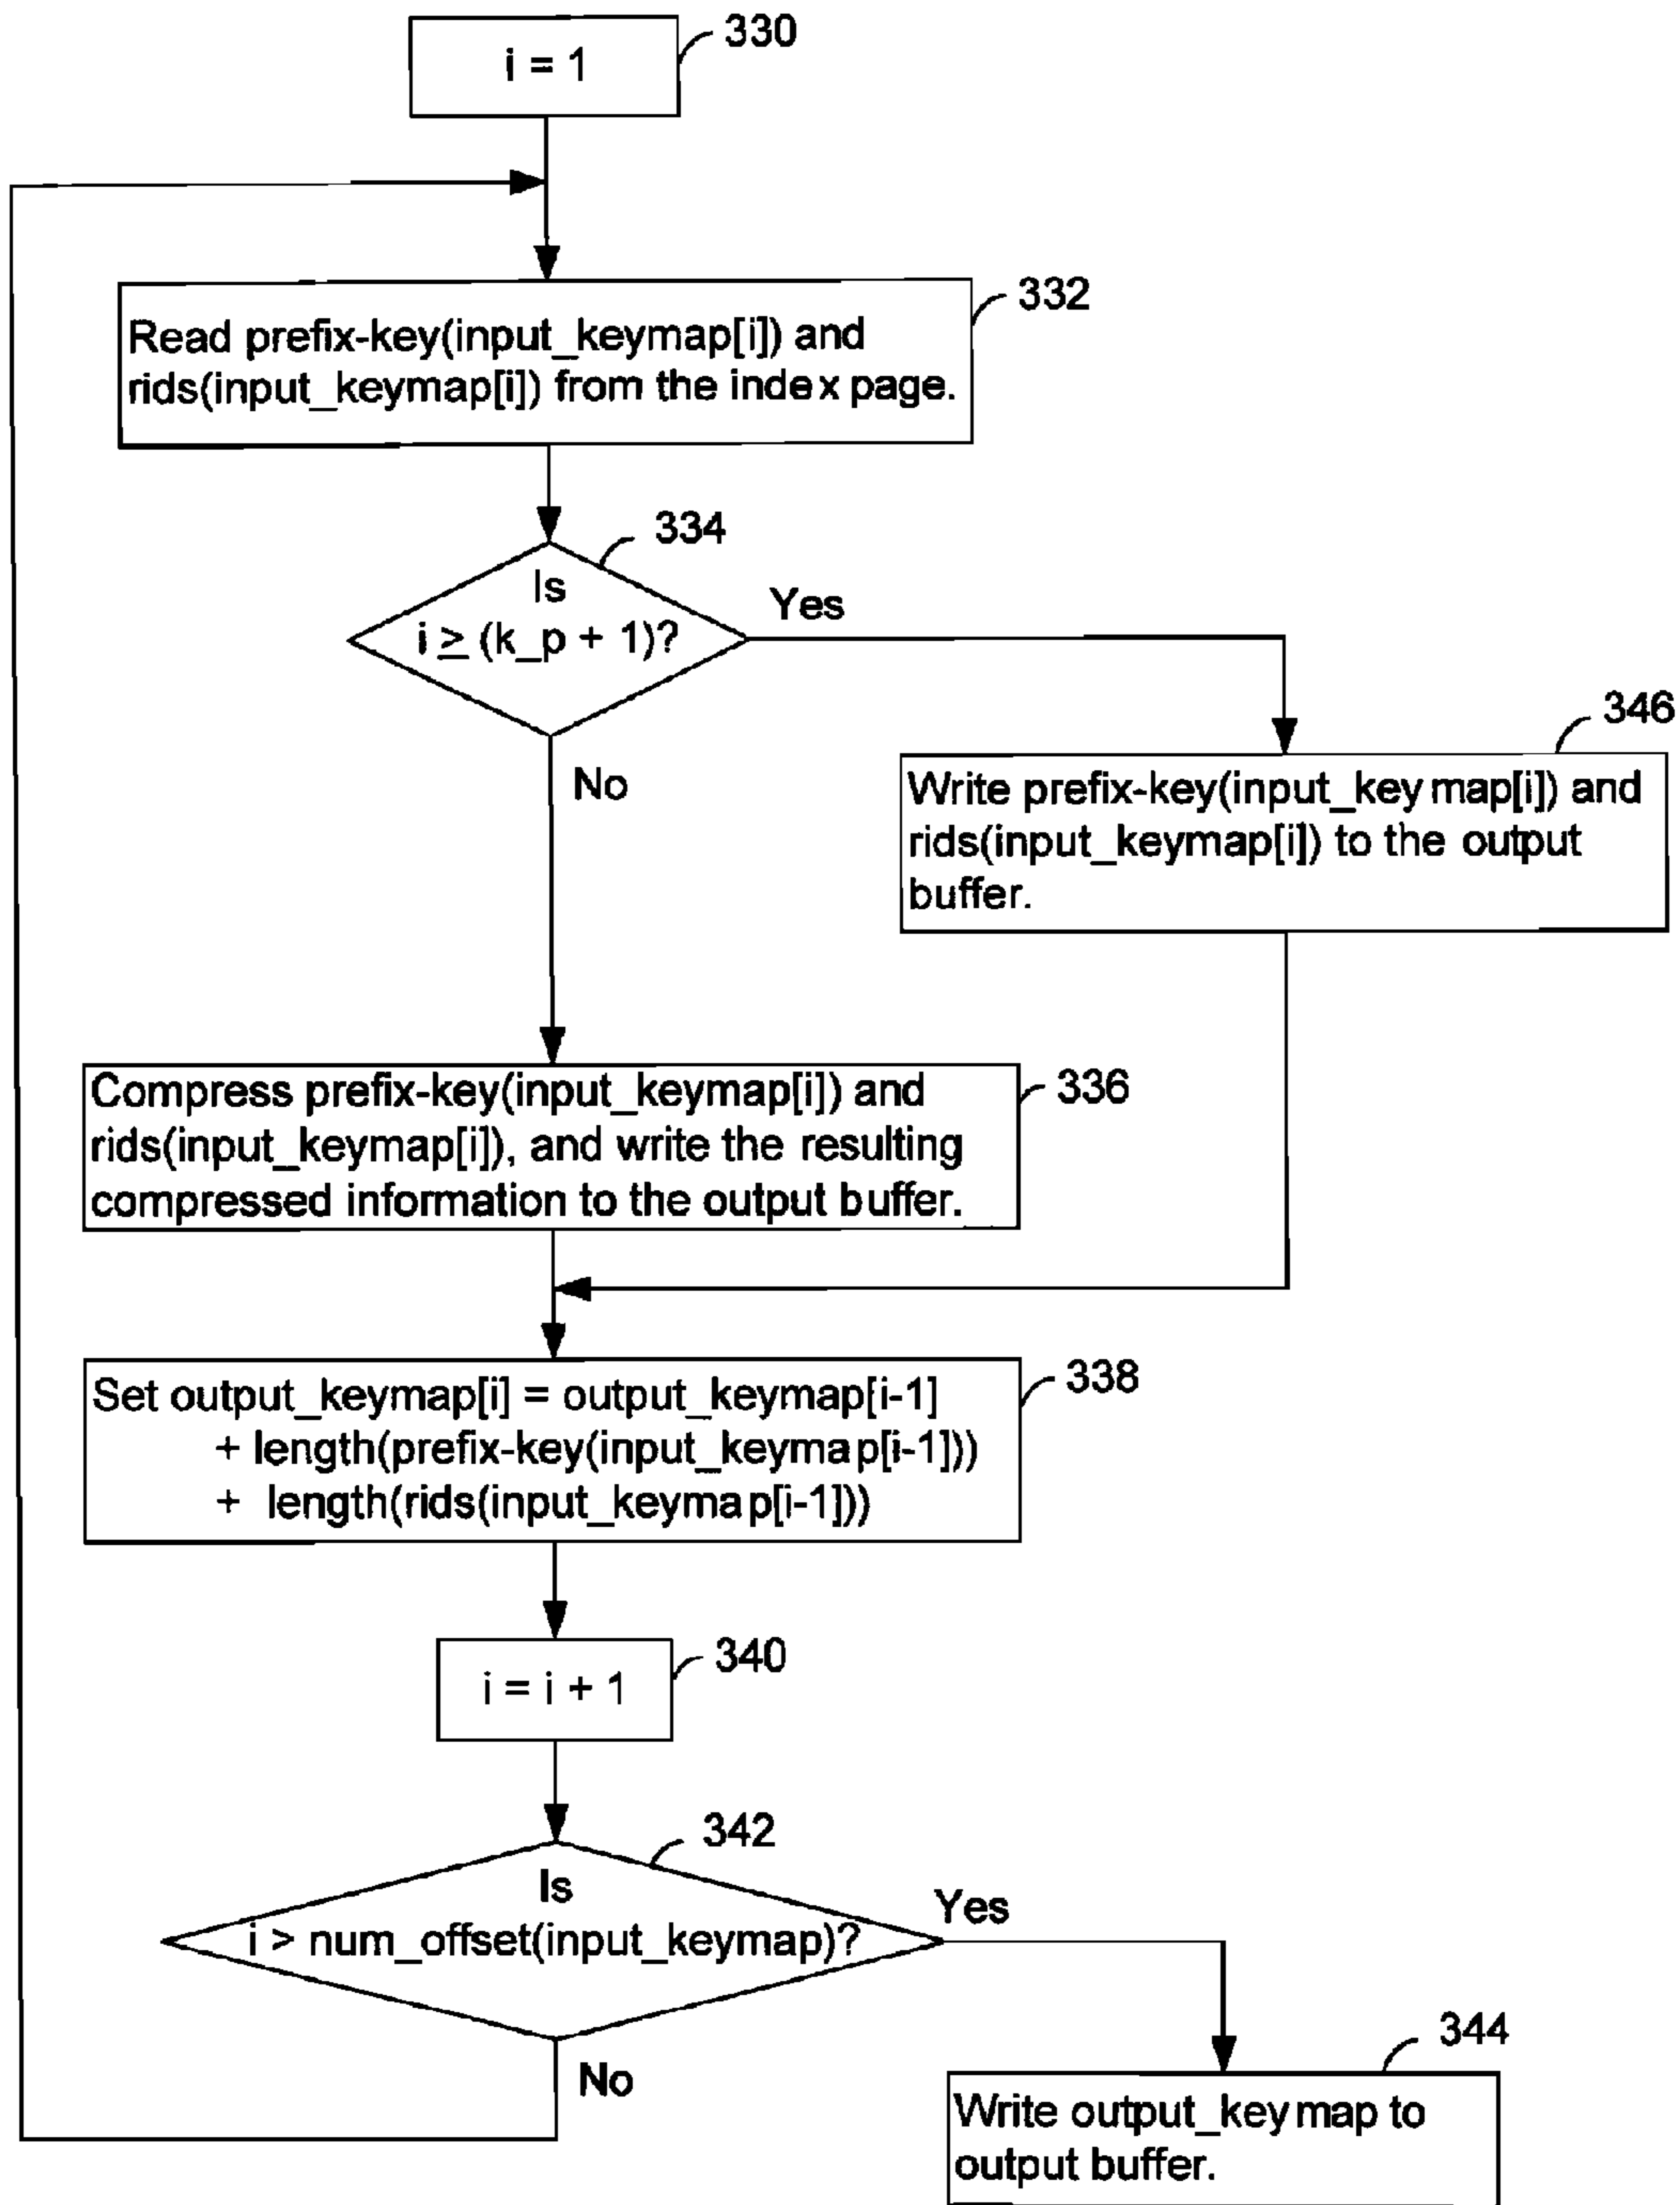 330
i = 1
332
Read prefix-key(input_keymap[i]) and
rids(input_keymap[i]) from the index page.
334
Is
i ≥ (k_p + 1)?
Yes
No
346
Write prefix-key(input_keymap[i]) and
rids(input_keymap[i]) to the output
buffer.
336
Compress prefix-key(input_keymap[i]) and
rids(input_keymap[i]), and write the resulting
compressed information to the output buffer.
338
Set output_keymap[i] = output_keymap[i-1]
+ length(prefix-key(input_keymap[i-1]))
+ length(rids(input_keymap[i-1]))
340
i = i + 1
342
Is
i > num_offset(input_keymap)?
Yes
No
344
Write output_keymap to
output buffer.